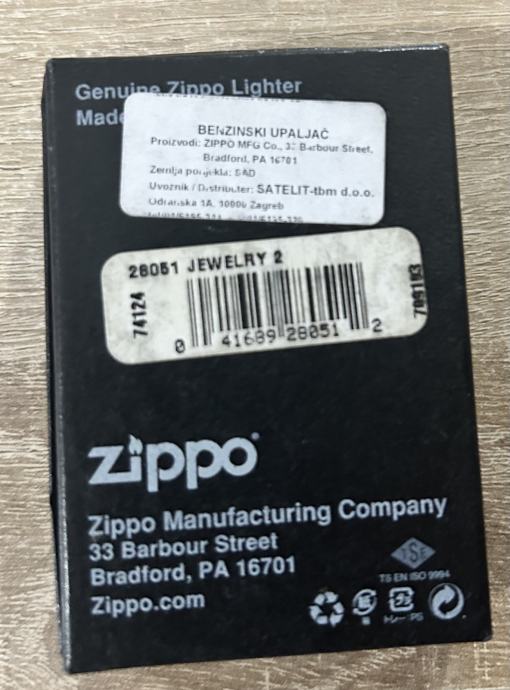 Genuine Zippo Lighter
Made
BENZINSKI UPALJAČ
Proizvodi: ZIPPO MFG Co., 33 Barbour Street,
Bradford, PA 16701
Zemlja porijekla: SAD
Uvoznik / Distributer: SATELIT-tbm d.o.o.
Odranska 1A, 10000 Zagreb
28051 JEWELRY 2
74124
709193
0 41689 28051 2
zippo
Zippo Manufacturing Company
33 Barbour Street
Bradford, PA 16701
Zippo.com
TSE
TS EN ISO 9994